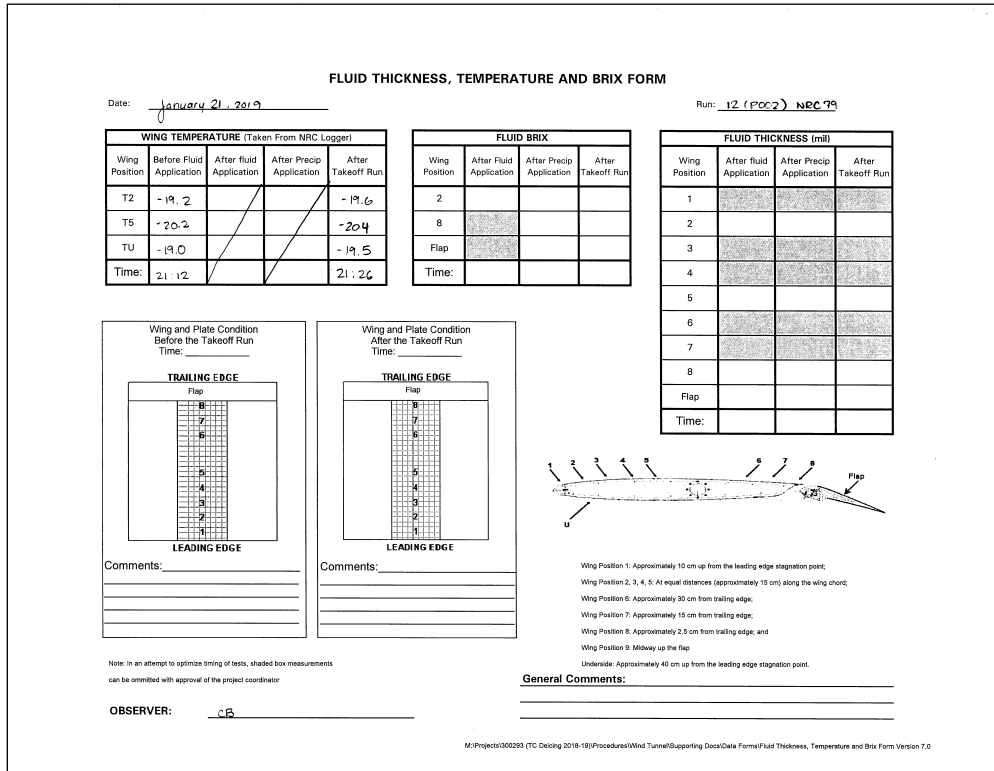 FLUID THICKNESS, TEMPERATURE AND BRIX FORM
Date: January 21, 2019
Run: 12 (P002) NRC 79
WING TEMPERATURE (Taken From NRC Logger)
Wing Position Before Fluid Application After fluid Application After Precip Application After Takeoff Run
T2 -19.2 -19.6
T5 -20.2 -20.4
TU -19.0 -19.5
Time: 21:12 21:26
FLUID BRIX
Wing Position After Fluid Application After Precip Application After Takeoff Run
2
8
Flap
Time:
FLUID THICKNESS (mil)
Wing Position After fluid Application After Precip Application After Takeoff Run
1
2
3
4
5
6
7
8
Flap
Time:
Wing and Plate Condition
Before the Takeoff Run
Time:
TRAILING EDGE
Flap
8
7
6
5
4
3
2
1
LEADING EDGE
Comments:
Wing and Plate Condition
After the Takeoff Run
Time:
TRAILING EDGE
Flap
8
7
6
5
4
3
2
1
LEADING EDGE
Comments:
1 2 3 4 5 6 7 8 Flap
U
Wing Position 1: Approximately 10 cm up from the leading edge stagnation point;
Wing Position 2, 3, 4, 5: At equal distances (approximately 15 cm) along the wing chord;
Wing Position 6: Approximately 30 cm from trailing edge;
Wing Position 7: Approximately 15 cm from trailing edge;
Wing Position 8: Approximately 2.5 cm from trailing edge; and
Wing Position 9: Midway up the flap
Underside: Approximately 40 cm up from the leading edge stagnation point.
Note: In an attempt to optimize timing of tests, shaded box measurements
can be ommitted with approval of the project coordinator
General Comments:
OBSERVER: CB
M:\Projects\300293 (TC Deicing 2018-19)\Procedures\Wind Tunnel\Supporting Docs\Data Forms\Fluid Thickness, Temperature and Brix Form Version 7.0